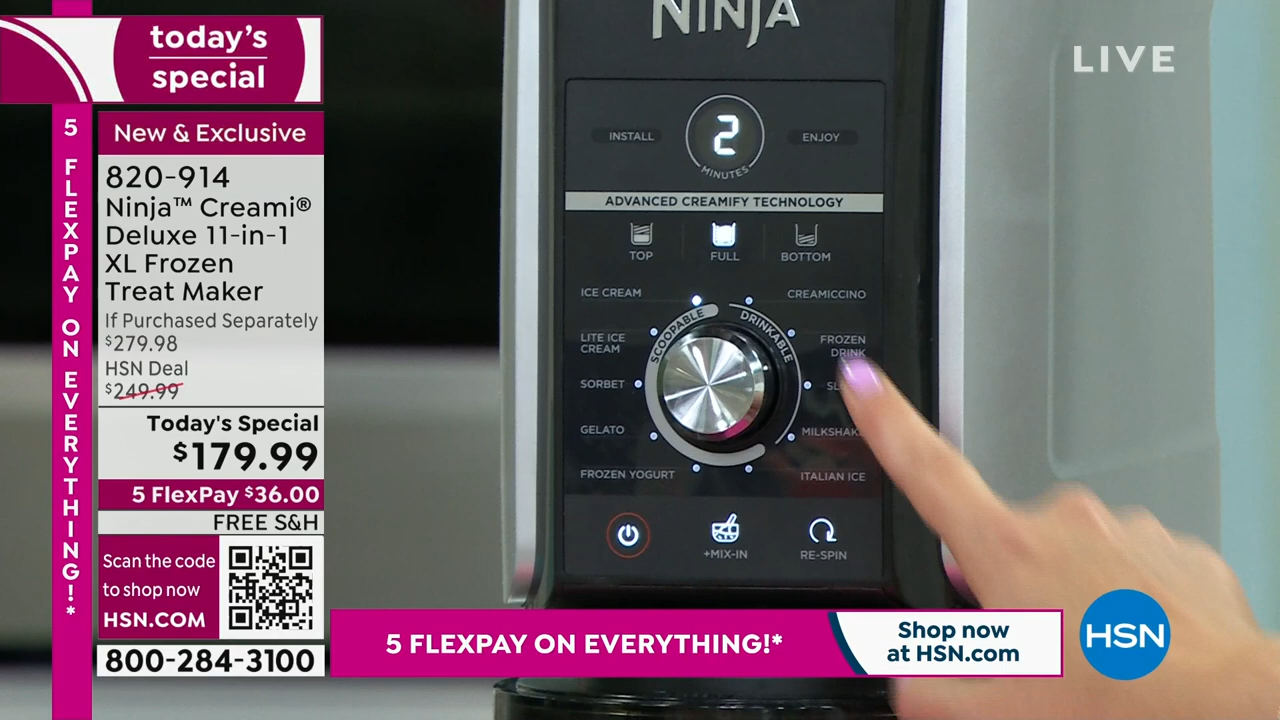 today's
special
5 FLEXPAY ON EVERYTHING!*
New & Exclusive
820-914
Ninja™ Creami®
Deluxe 11-in-1
XL Frozen
Treat Maker
If Purchased Separately
$279.98
HSN Deal
$249.99
Today's Special
$179.99
5 FlexPay $36.00
FREE S&H
Scan the code
to shop now
HSN.COM
800-284-3100
NINJA
LIVE
INSTALL
2
MINUTES
ENJOY
ADVANCED CREAMIFY TECHNOLOGY
TOP
FULL
BOTTOM
ICE CREAM
CREAMICCINO
SCOOPABLE
DRINKABLE
LITE ICE
CREAM
FROZEN
DRINK
SORBET
GELATO
MILKSHAKE
FROZEN YOGURT
ITALIAN ICE
+MIX-IN
RE-SPIN
5 FLEXPAY ON EVERYTHING!*
Shop now
at HSN.com
HSN